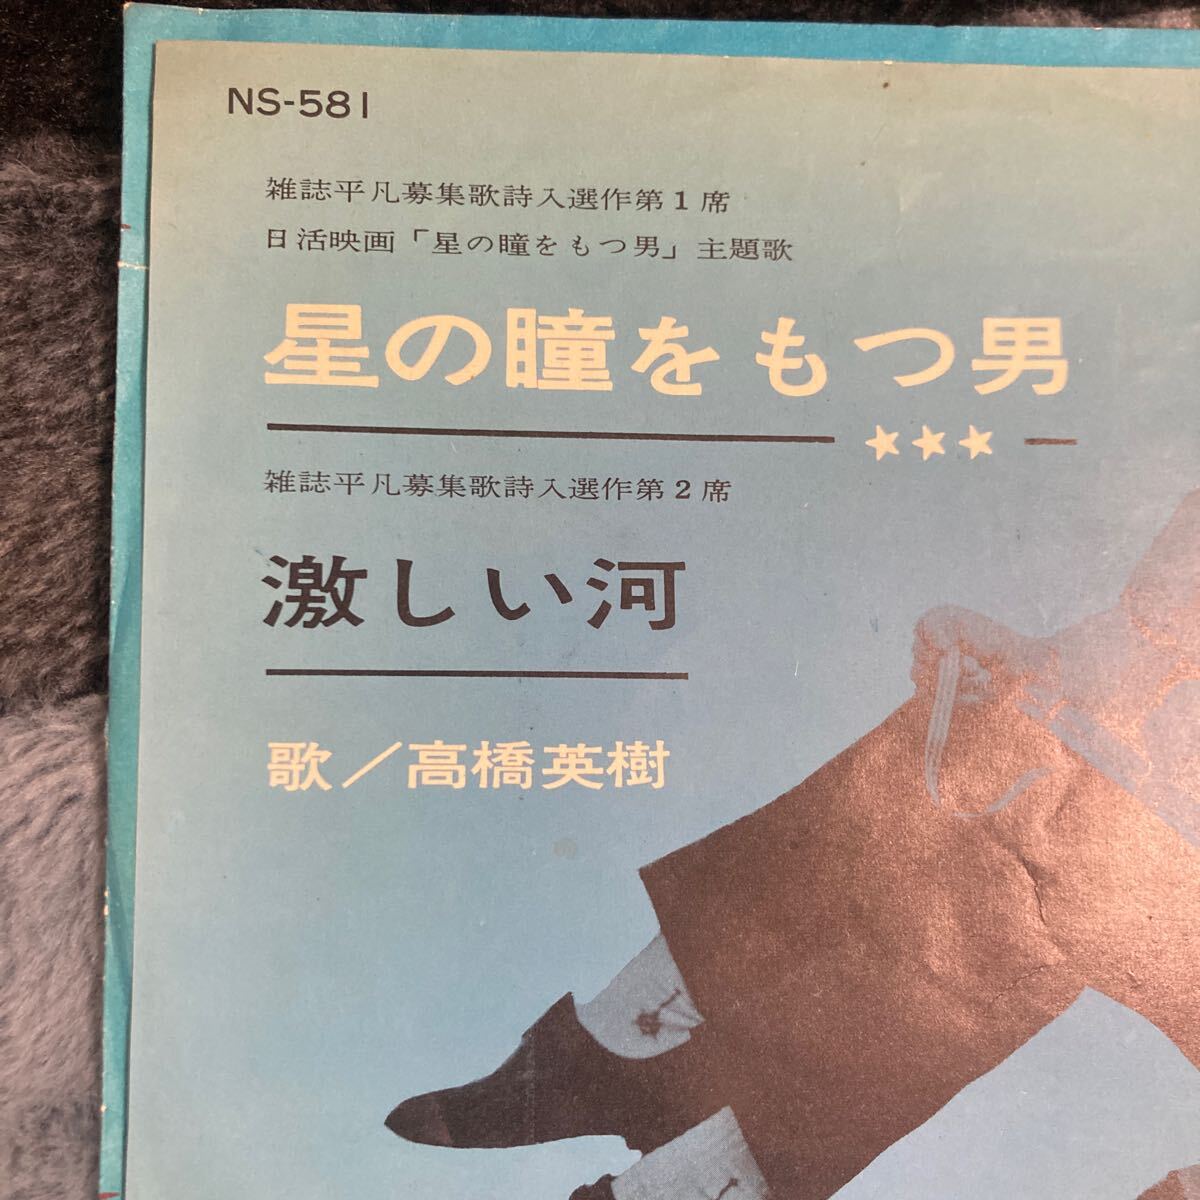 NS-581
雑誌平凡募集歌詩入選作第1席
日活映画「星の瞳をもつ男」主題歌
星の瞳をもつ男
雑誌平凡募集歌詩入選作第2席
激しい河
歌/高橋英樹